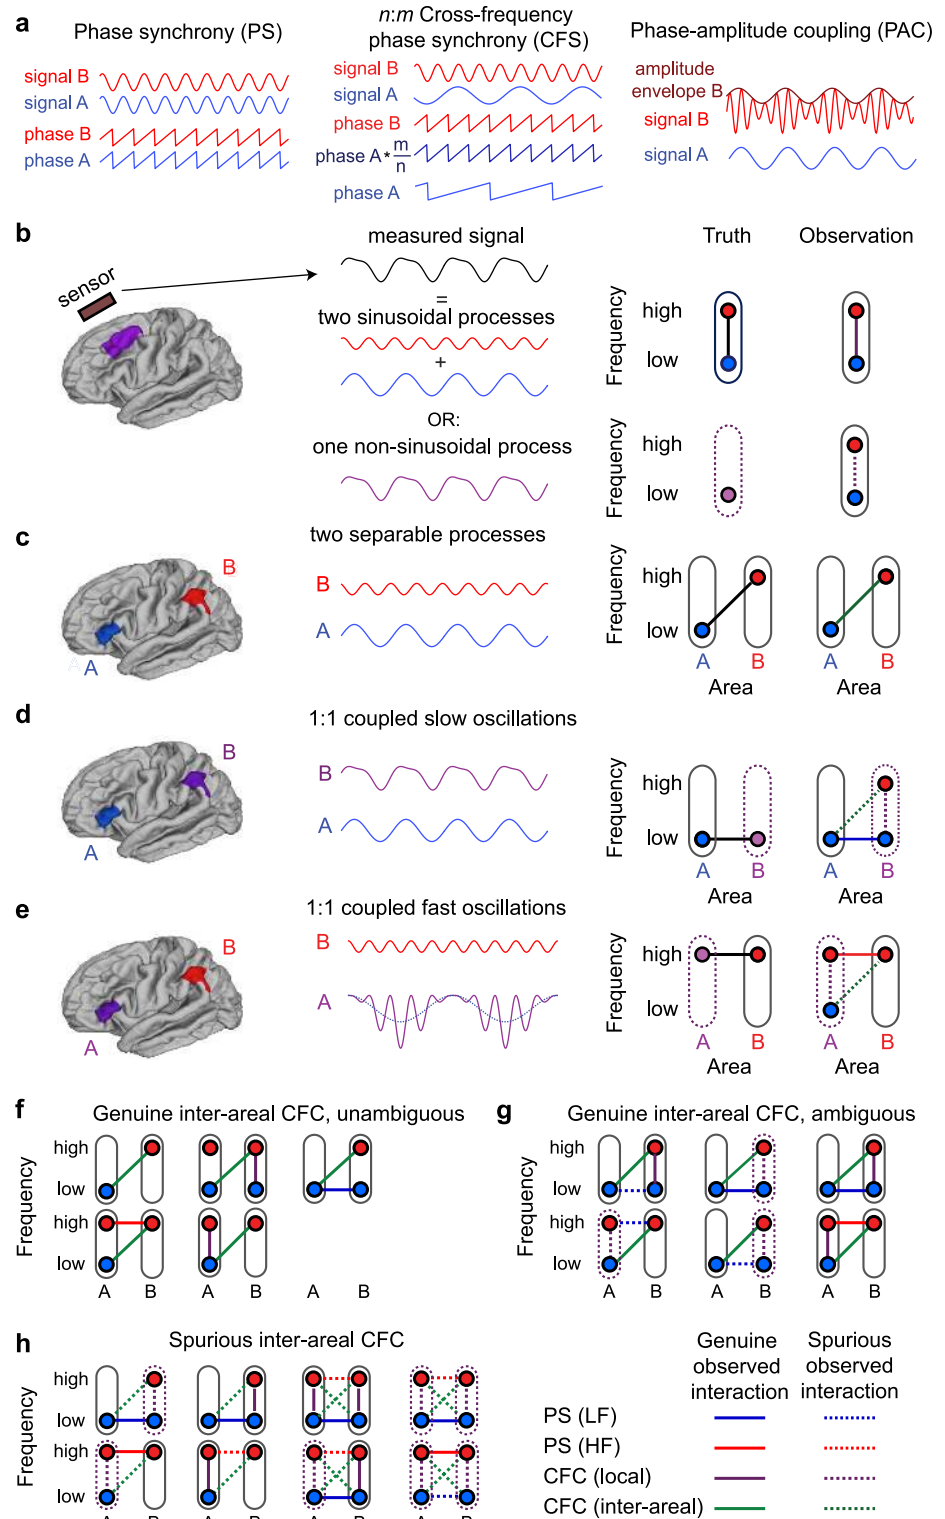 a
Phase synchrony (PS)
n:m Cross-frequency
phase synchrony (CFS)
Phase-amplitude coupling (PAC)
signal B
signal A
phase B
phase A
signal B
signal A
phase B
phase A * m/n
phase A
amplitude
envelope B
signal B
signal A
b
sensor
measured signal
=
two sinusoidal processes
+
OR:
one non-sinusoidal process
Truth
Observation
Frequency
high
low
Frequency
high
low
c
B
A
two separable processes
B
A
Frequency
high
low
A
B
A
B
Area
Area
d
B
A
1:1 coupled slow oscillations
B
A
Frequency
high
low
A
B
A
B
Area
Area
e
B
A
1:1 coupled fast oscillations
B
A
Frequency
high
low
A
B
A
B
Area
Area
f
Genuine inter-areal CFC, unambiguous
Frequency
high
low
high
low
A
B
A
B
A
B
g
Genuine inter-areal CFC, ambiguous
Frequency
high
low
high
low
A
B
A
B
A
B
h
Spurious inter-areal CFC
Frequency
high
low
high
low
A
B
A
B
A
B
A
B
Genuine
observed
interaction
Spurious
observed
interaction
PS (LF)
PS (HF)
CFC (local)
CFC (inter-areal)